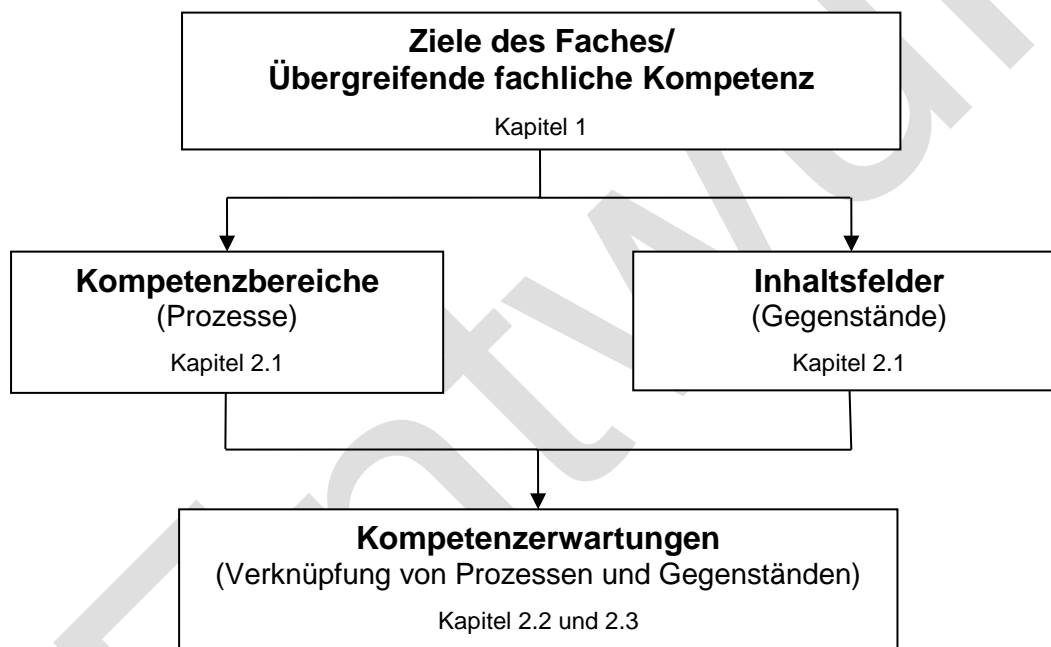 Ziele des Faches/
Übergreifende fachliche Kompetenz
Kapitel 1
Kompetenzbereiche
(Prozesse)
Kapitel 2.1
Inhaltsfelder
(Gegenstände)
Kapitel 2.1
Kompetenzerwartungen
(Verknüpfung von Prozessen und Gegenständen)
Kapitel 2.2 und 2.3